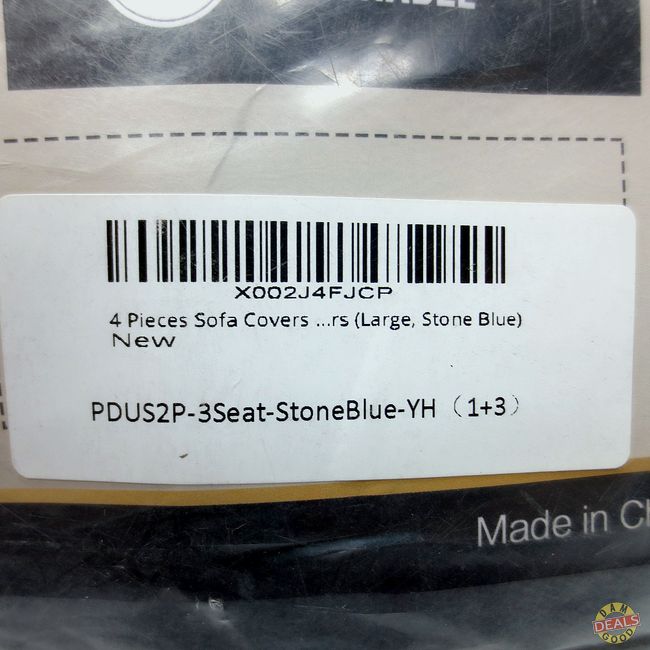 X002J4FJCP
4 Pieces Sofa Covers ...rs (Large, Stone Blue)
New
PDUS2P-3Seat-StoneBlue-YH（1+3）
Made in
DAM
DEALS
GOOD